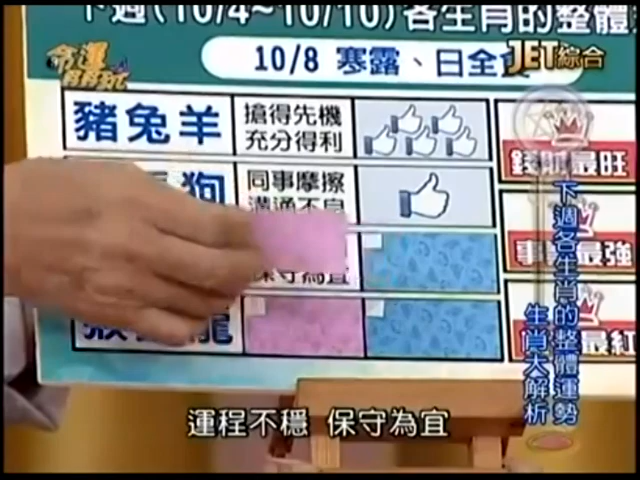 下週(10/4~10/10)各生肖的整體
命運好好玩
JET綜合
10/8 寒露、日全食
豬兔羊
搶得先機
充分得利
錢財最旺
狗
同事摩擦
溝通不良
保守為宜
最強
龍
最紅
下週各生肖的整體運勢
生肖大解析
運程不穩 保守為宜